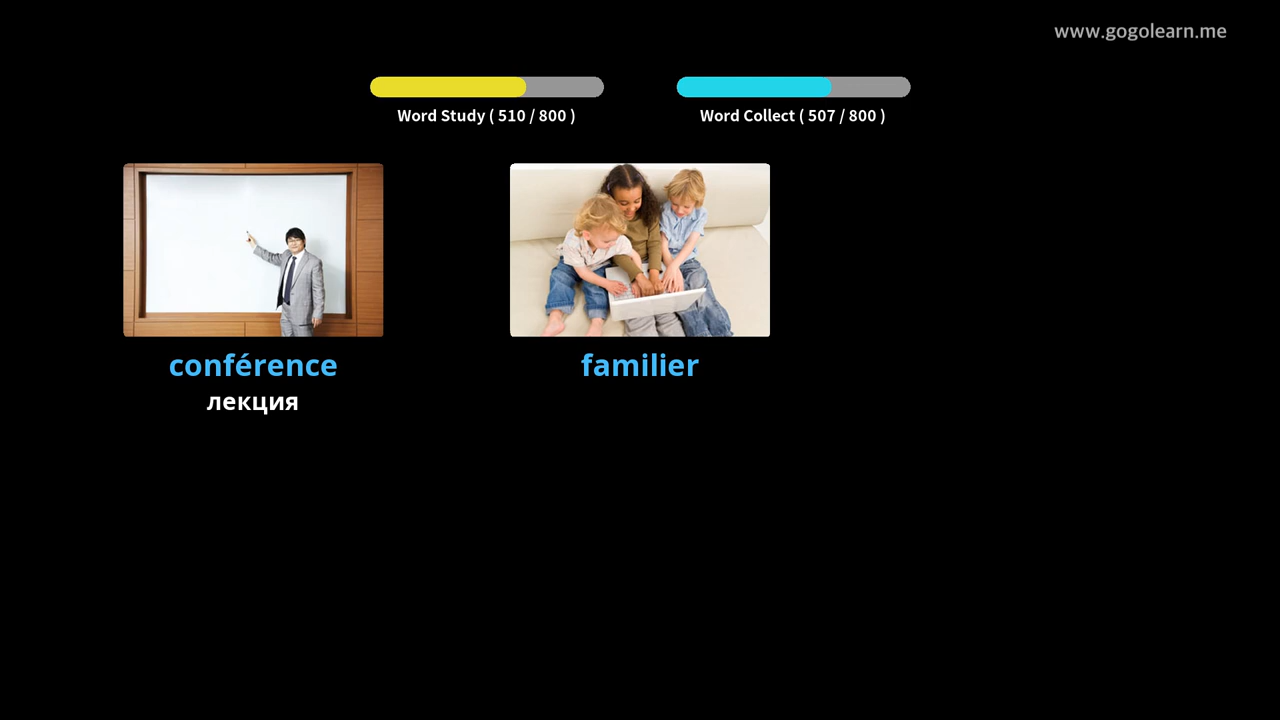 www.gogolearn.me
Word Study ( 510 / 800 )
Word Collect ( 507 / 800 )
conférence
familier
лекция